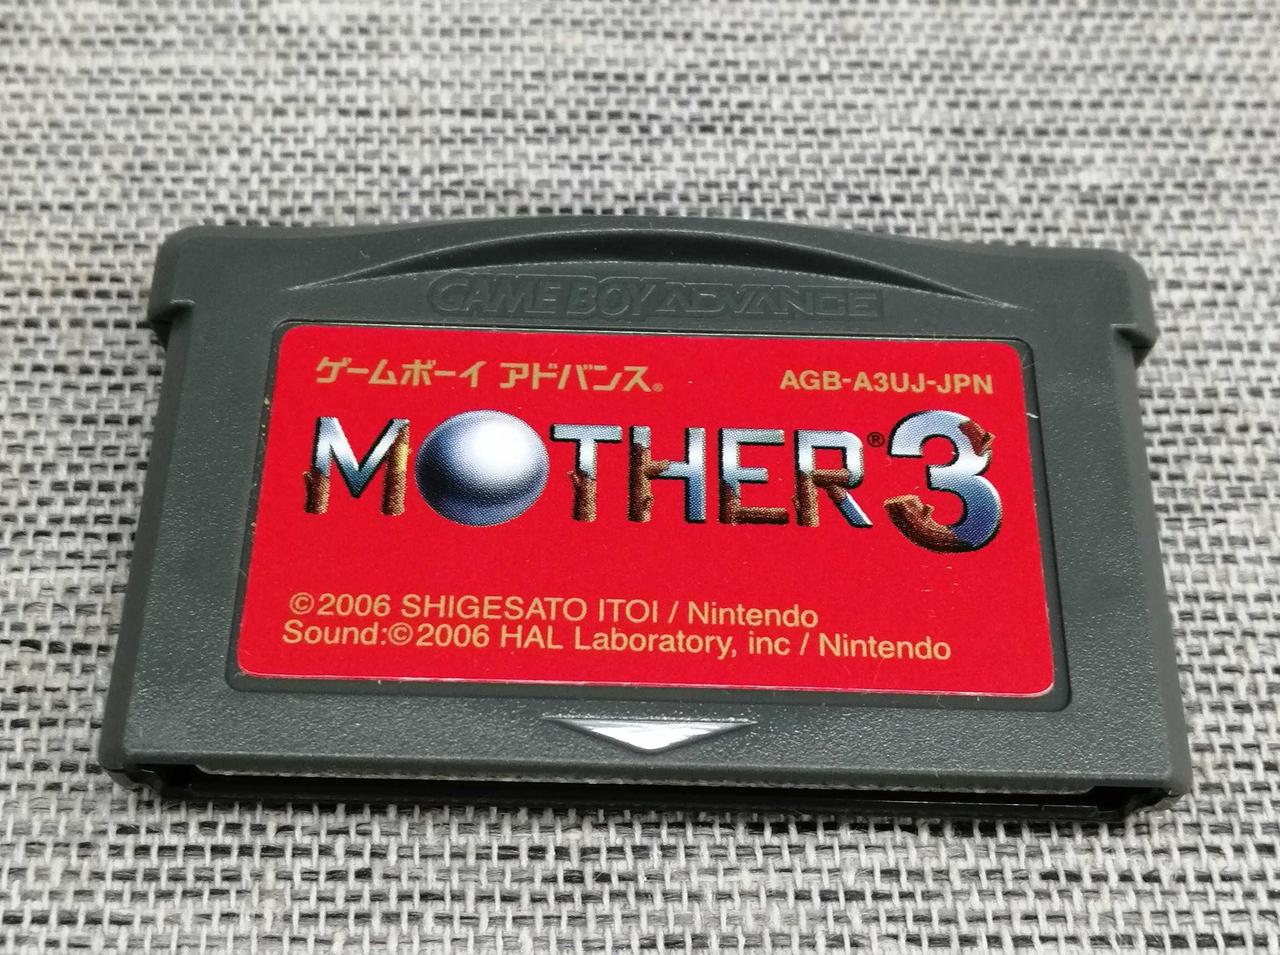 GAME BOY ADVANCE
ゲームボーイ アドバンス® AGB-A3UJ-JPN
MOTHER® 3
©2006 SHIGESATO ITOI / Nintendo
Sound:©2006 HAL Laboratory, inc / Nintendo